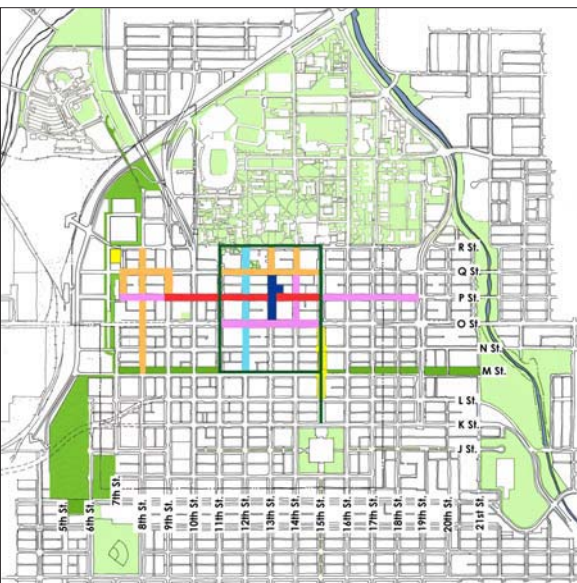 R St.
Q St.
P St.
O St.
N St.
M St.
L St.
K St.
J St.
5th St.
6th St.
7th St.
8th St.
9th St.
10th St.
11th St.
12th St.
13th St.
14th St.
15th St.
16th St.
17th St.
18th St.
19th St.
20th St.
21st St.